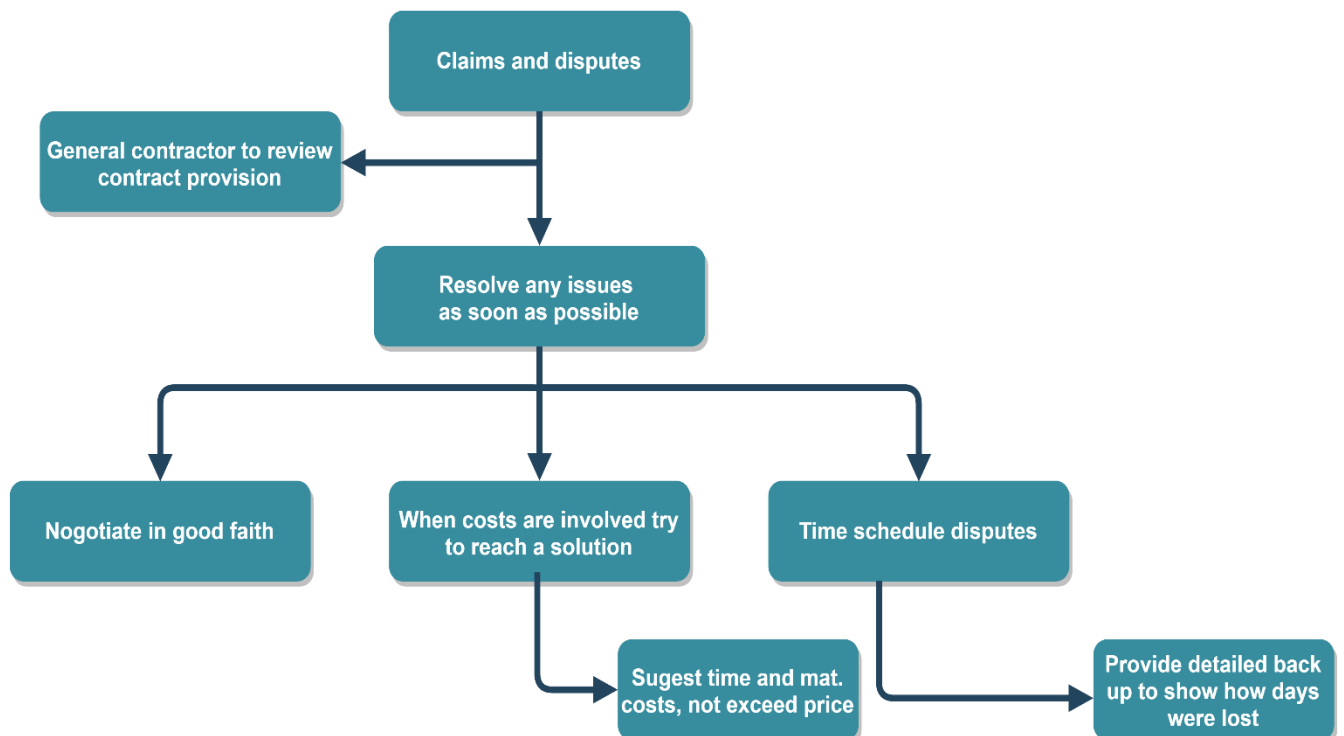 Claims and disputes
General contractor to review
contract provision
Resolve any issues
as soon as possible
Nogotiate in good faith
When costs are involved try
to reach a solution
Time schedule disputes
Sugest time and mat.
costs, not exceed price
Provide detailed back
up to show how days
were lost